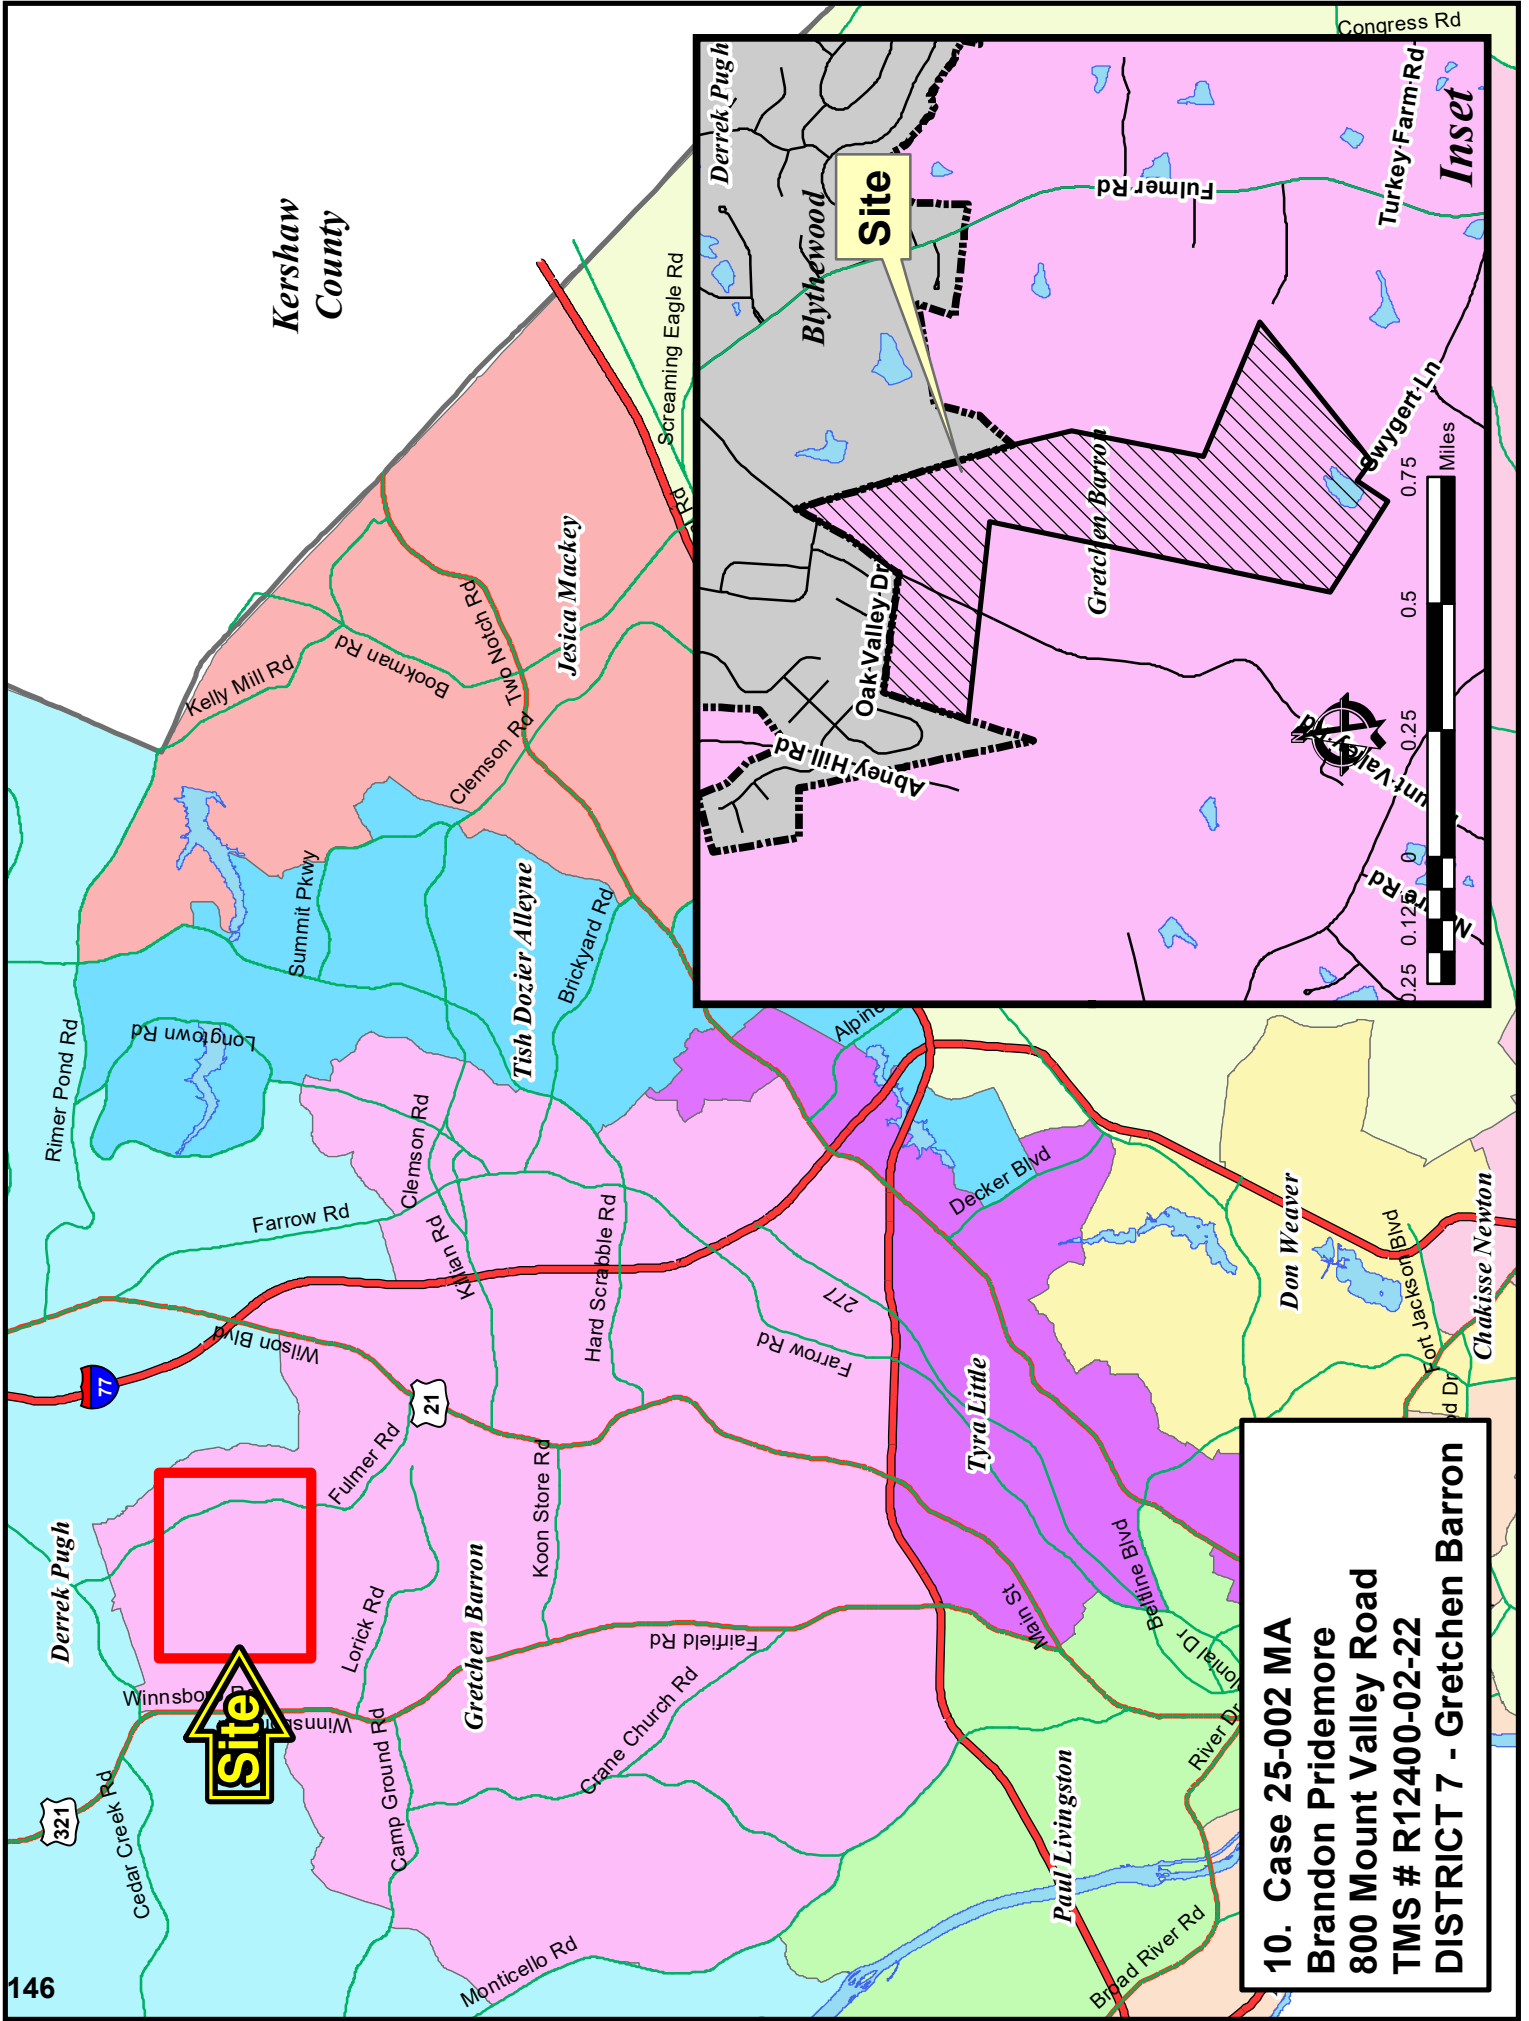 146
Kershaw
County
Derrek Pugh
Cedar Creek Rd
321
77
21
Rimer Pond Rd
Longtown Rd
Kelly Mill Rd
Bookman Rd
Two Notch Rd
Clemson Rd
Summit Pkwy
Brickyard Rd
Tish Dozier Alleyne
Jesica Mackey
Screaming Eagle Rd
Rd
Congress Rd
Farrow Rd
Clemson Rd
Killian Rd
Hard Scrabble Rd
Wilson Blvd
Fulmer Rd
Koon Store Rd
Lorick Rd
Gretchen Barron
Site
Camp Ground Rd
Crane Church Rd
Fairfield Rd
Monticello Rd
277
Farrow Rd
Alpine
Decker Blvd
Tyra Little
Main St
Beltline Blvd
River Dr
Paul Livingston
Broad River Rd
Don Weaver
Fort Jackson Blvd
Chakisse Newton
Derrek Pugh
Blythewood
Site
Fulmer Rd
Turkey Farm Rd
Inset
Oak Valley Dr
Abney Hill Rd
Gretchen Barron
Swygert Ln
N
0.25
0.125
0
0.25
0.5
0.75
Miles
10. Case 25-002 MA
Brandon Pridemore
800 Mount Valley Road
TMS # R12400-02-22
DISTRICT 7 - Gretchen Barron